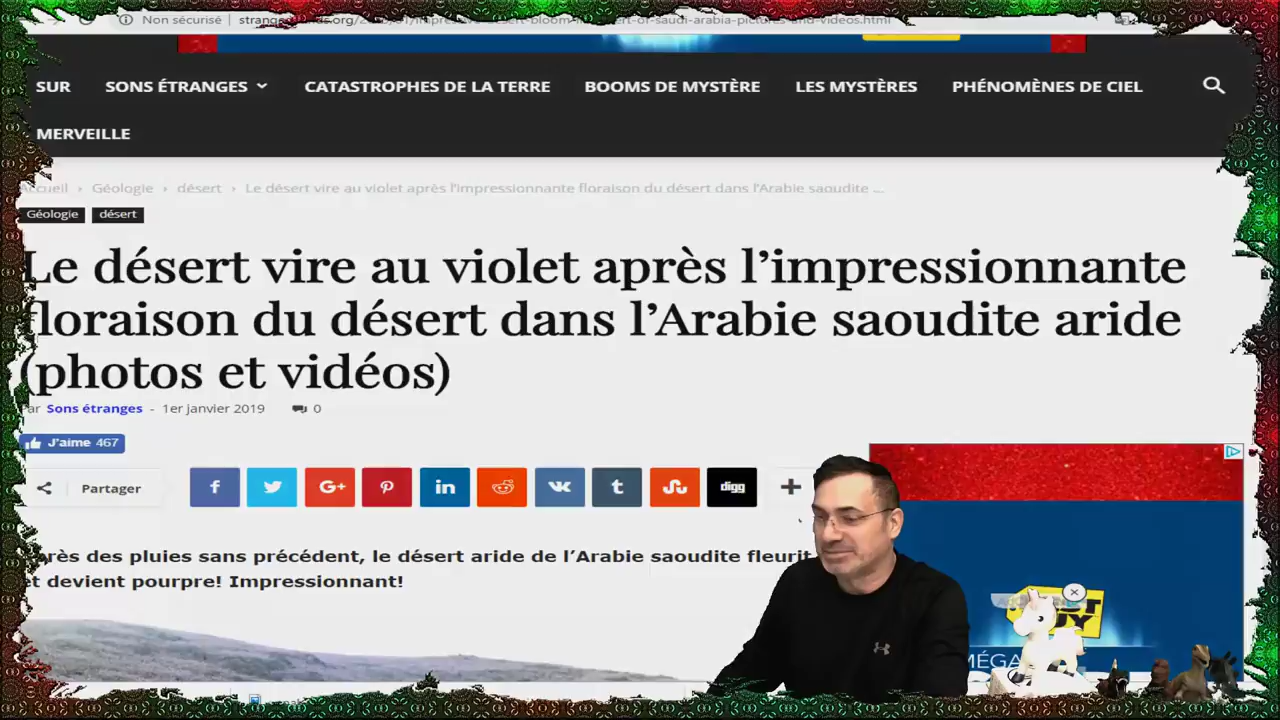 Non sécurisé
SUR SONS ÉTRANGES CATASTROPHES DE LA TERRE BOOMS DE MYSTÈRE LES MYSTÈRES PHÉNOMÈNES DE CIEL
MERVEILLE
Accueil › Géologie › désert › Le désert vire au violet après l'impressionnante floraison du désert dans l'Arabie saoudite ...
Géologie désert
Le désert vire au violet après l'impressionnante
floraison du désert dans l'Arabie saoudite aride
(photos et vidéos)
Par Sons étranges - 1er janvier 2019 0
J'aime 467
Partager f G+ in t digg +
Après des pluies sans précédent, le désert aride de l'Arabie saoudite fleurit
et devient pourpre! Impressionnant!